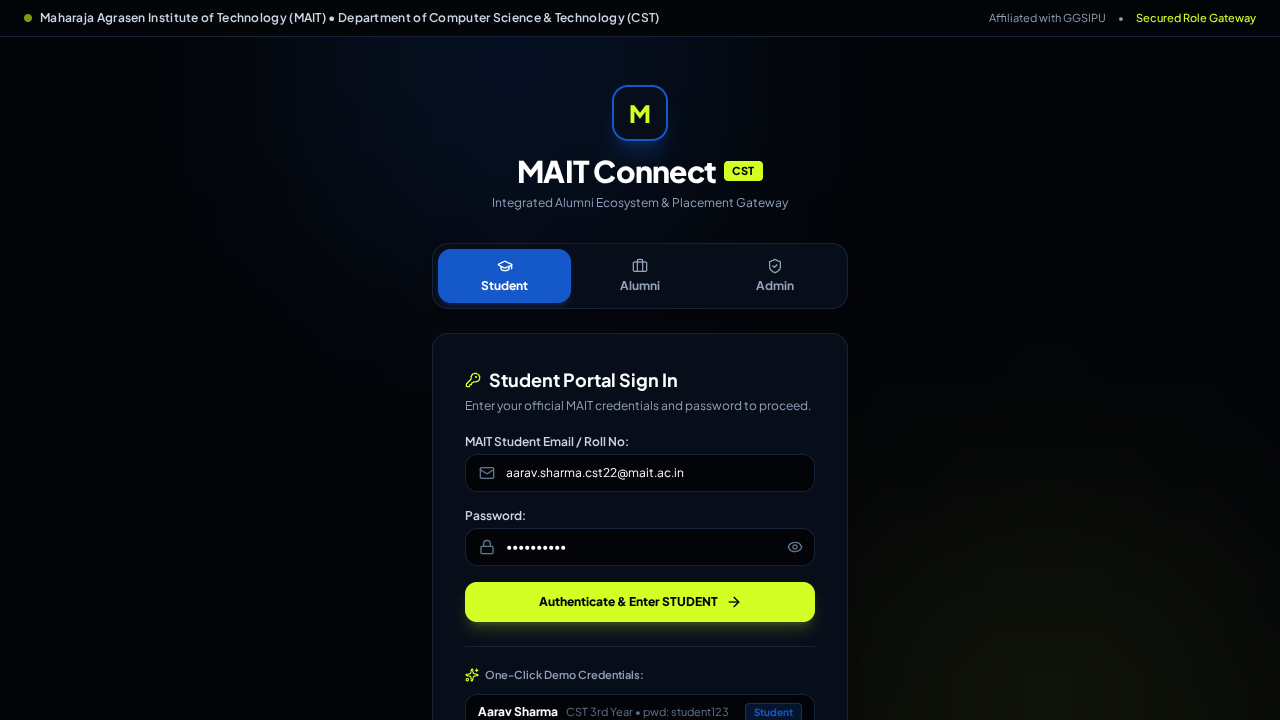 Maharaja Agrasen Institute of Technology (MAIT) • Department of Computer Science & Technology (CST)
Affiliated with GGSIPU • Secured Role Gateway
M
MAIT Connect CST
Integrated Alumni Ecosystem & Placement Gateway
Student
Alumni
Admin
Student Portal Sign In
Enter your official MAIT credentials and password to proceed.
MAIT Student Email / Roll No:
aarav.sharma.cst22@mait.ac.in
Password:
••••••••••
Authenticate & Enter STUDENT
One-Click Demo Credentials:
Aarav Sharma CST 3rd Year • pwd: student123 Student